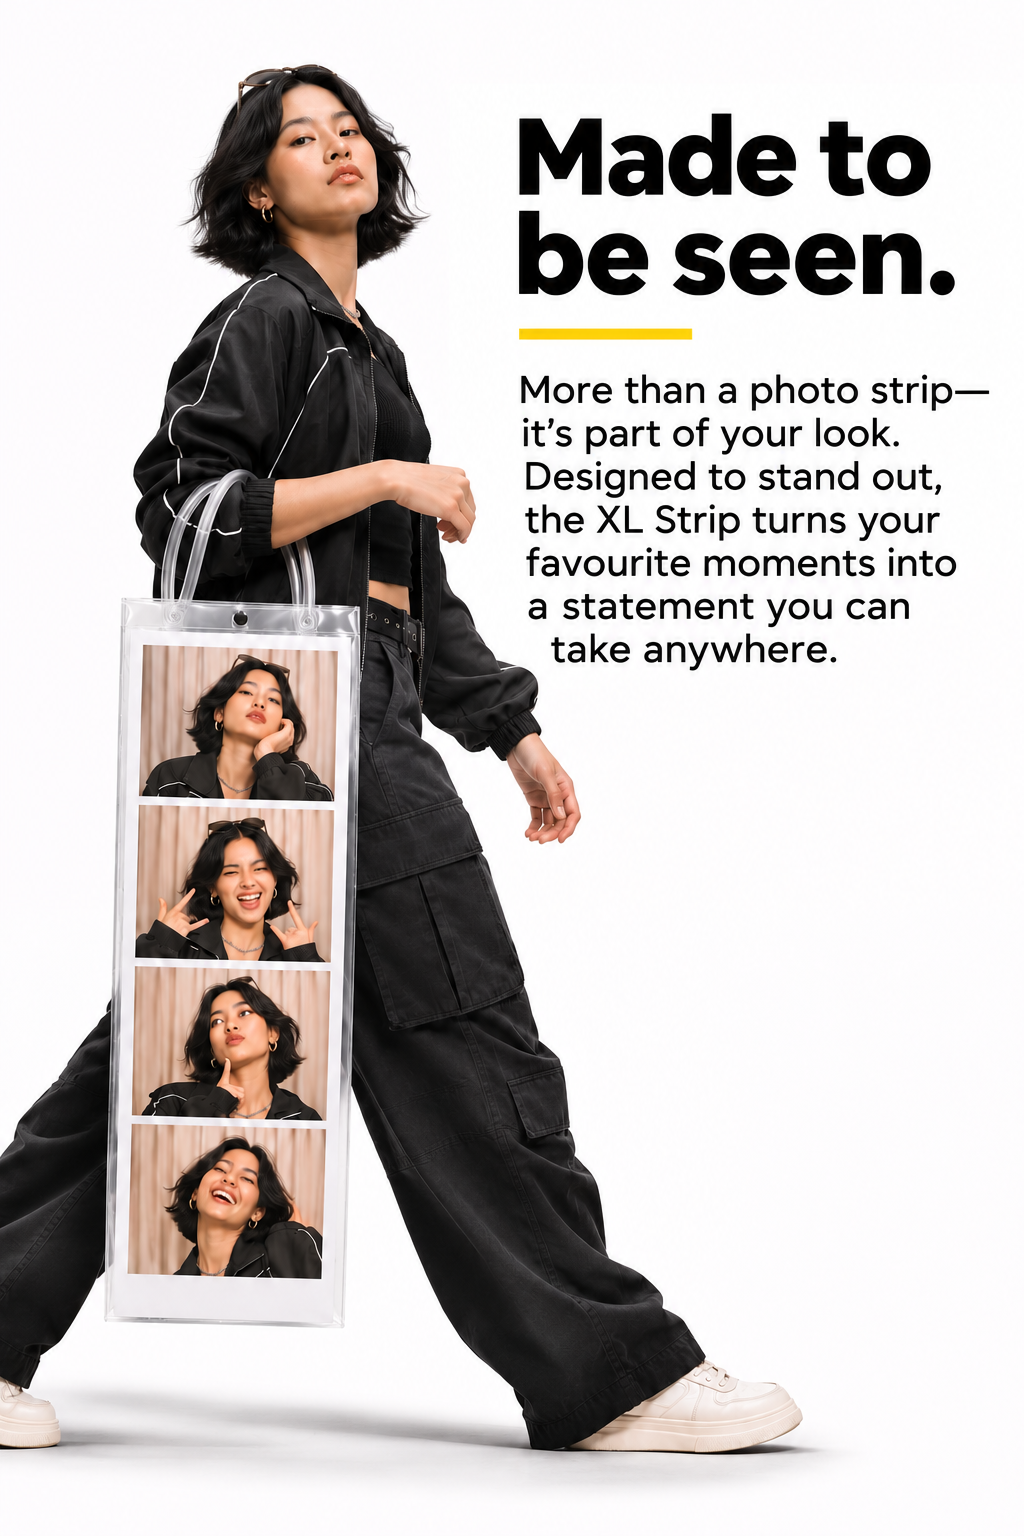 Made to
be seen.
More than a photo strip—
it’s part of your look.
Designed to stand out,
the XL Strip turns your
favourite moments into
a statement you can
take anywhere.